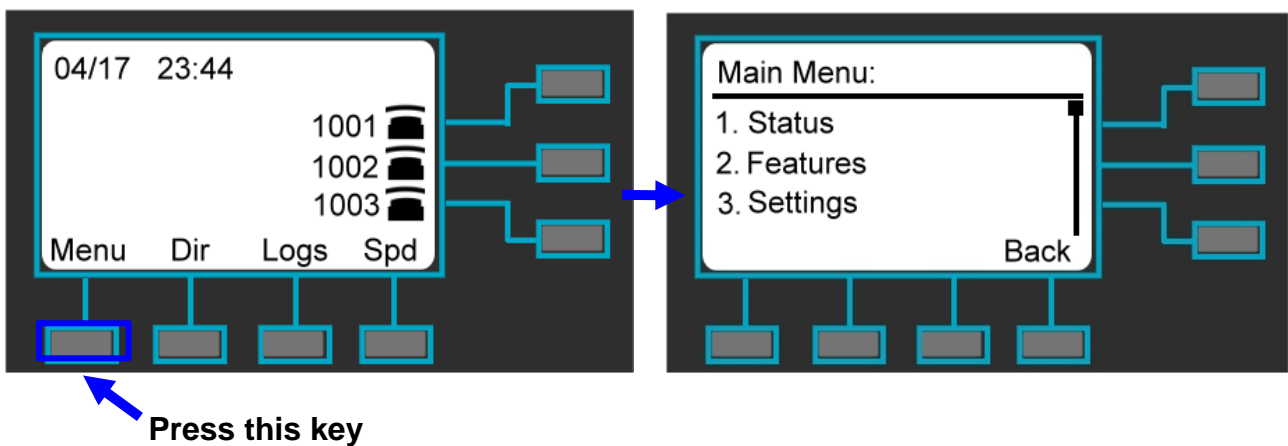 04/17 23:44
1001
1002
1003
Menu Dir Logs Spd
Main Menu:
1. Status
2. Features
3. Settings
Back
Press this key